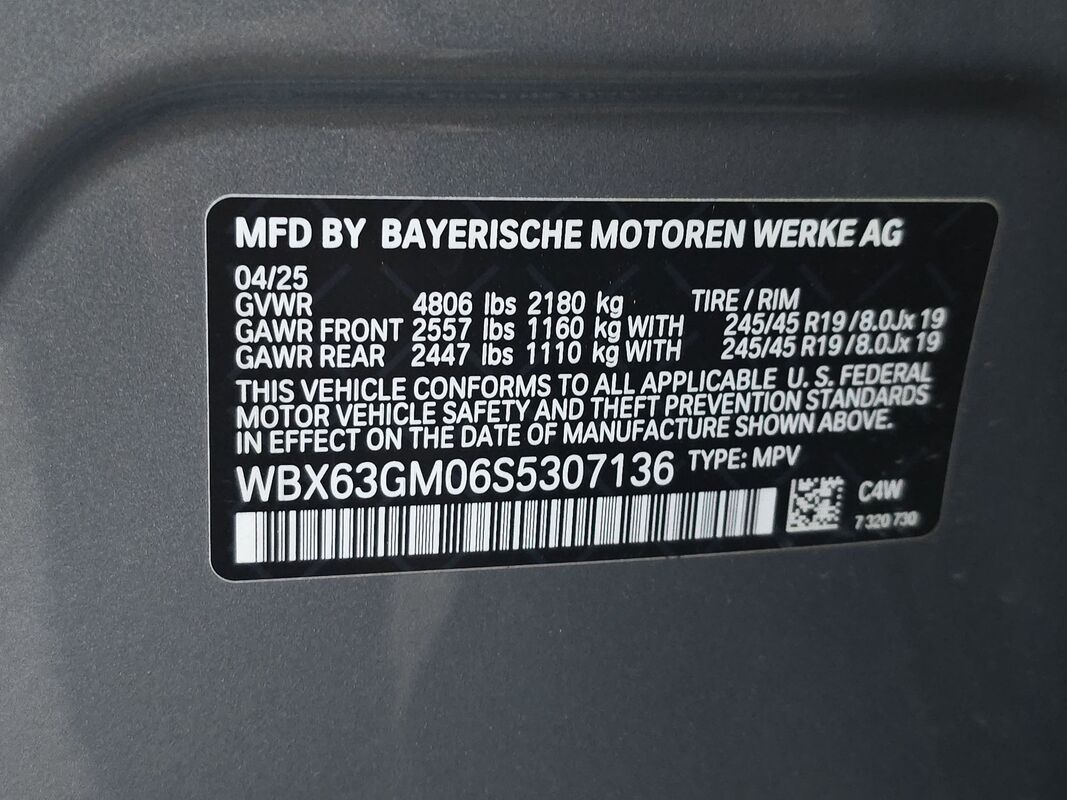 MFD BY BAYERISCHE MOTOREN WERKE AG
04/25
GVWR 4806 lbs 2180 kg TIRE / RIM
GAWR FRONT 2557 lbs 1160 kg WITH 245/45 R19 / 8.0Jx 19
GAWR REAR 2447 lbs 1110 kg WITH 245/45 R19 / 8.0Jx 19
THIS VEHICLE CONFORMS TO ALL APPLICABLE U. S. FEDERAL
MOTOR VEHICLE SAFETY AND THEFT PREVENTION STANDARDS
IN EFFECT ON THE DATE OF MANUFACTURE SHOWN ABOVE.
WBX63GM06S5307136 TYPE: MPV
C4W
7 320 730